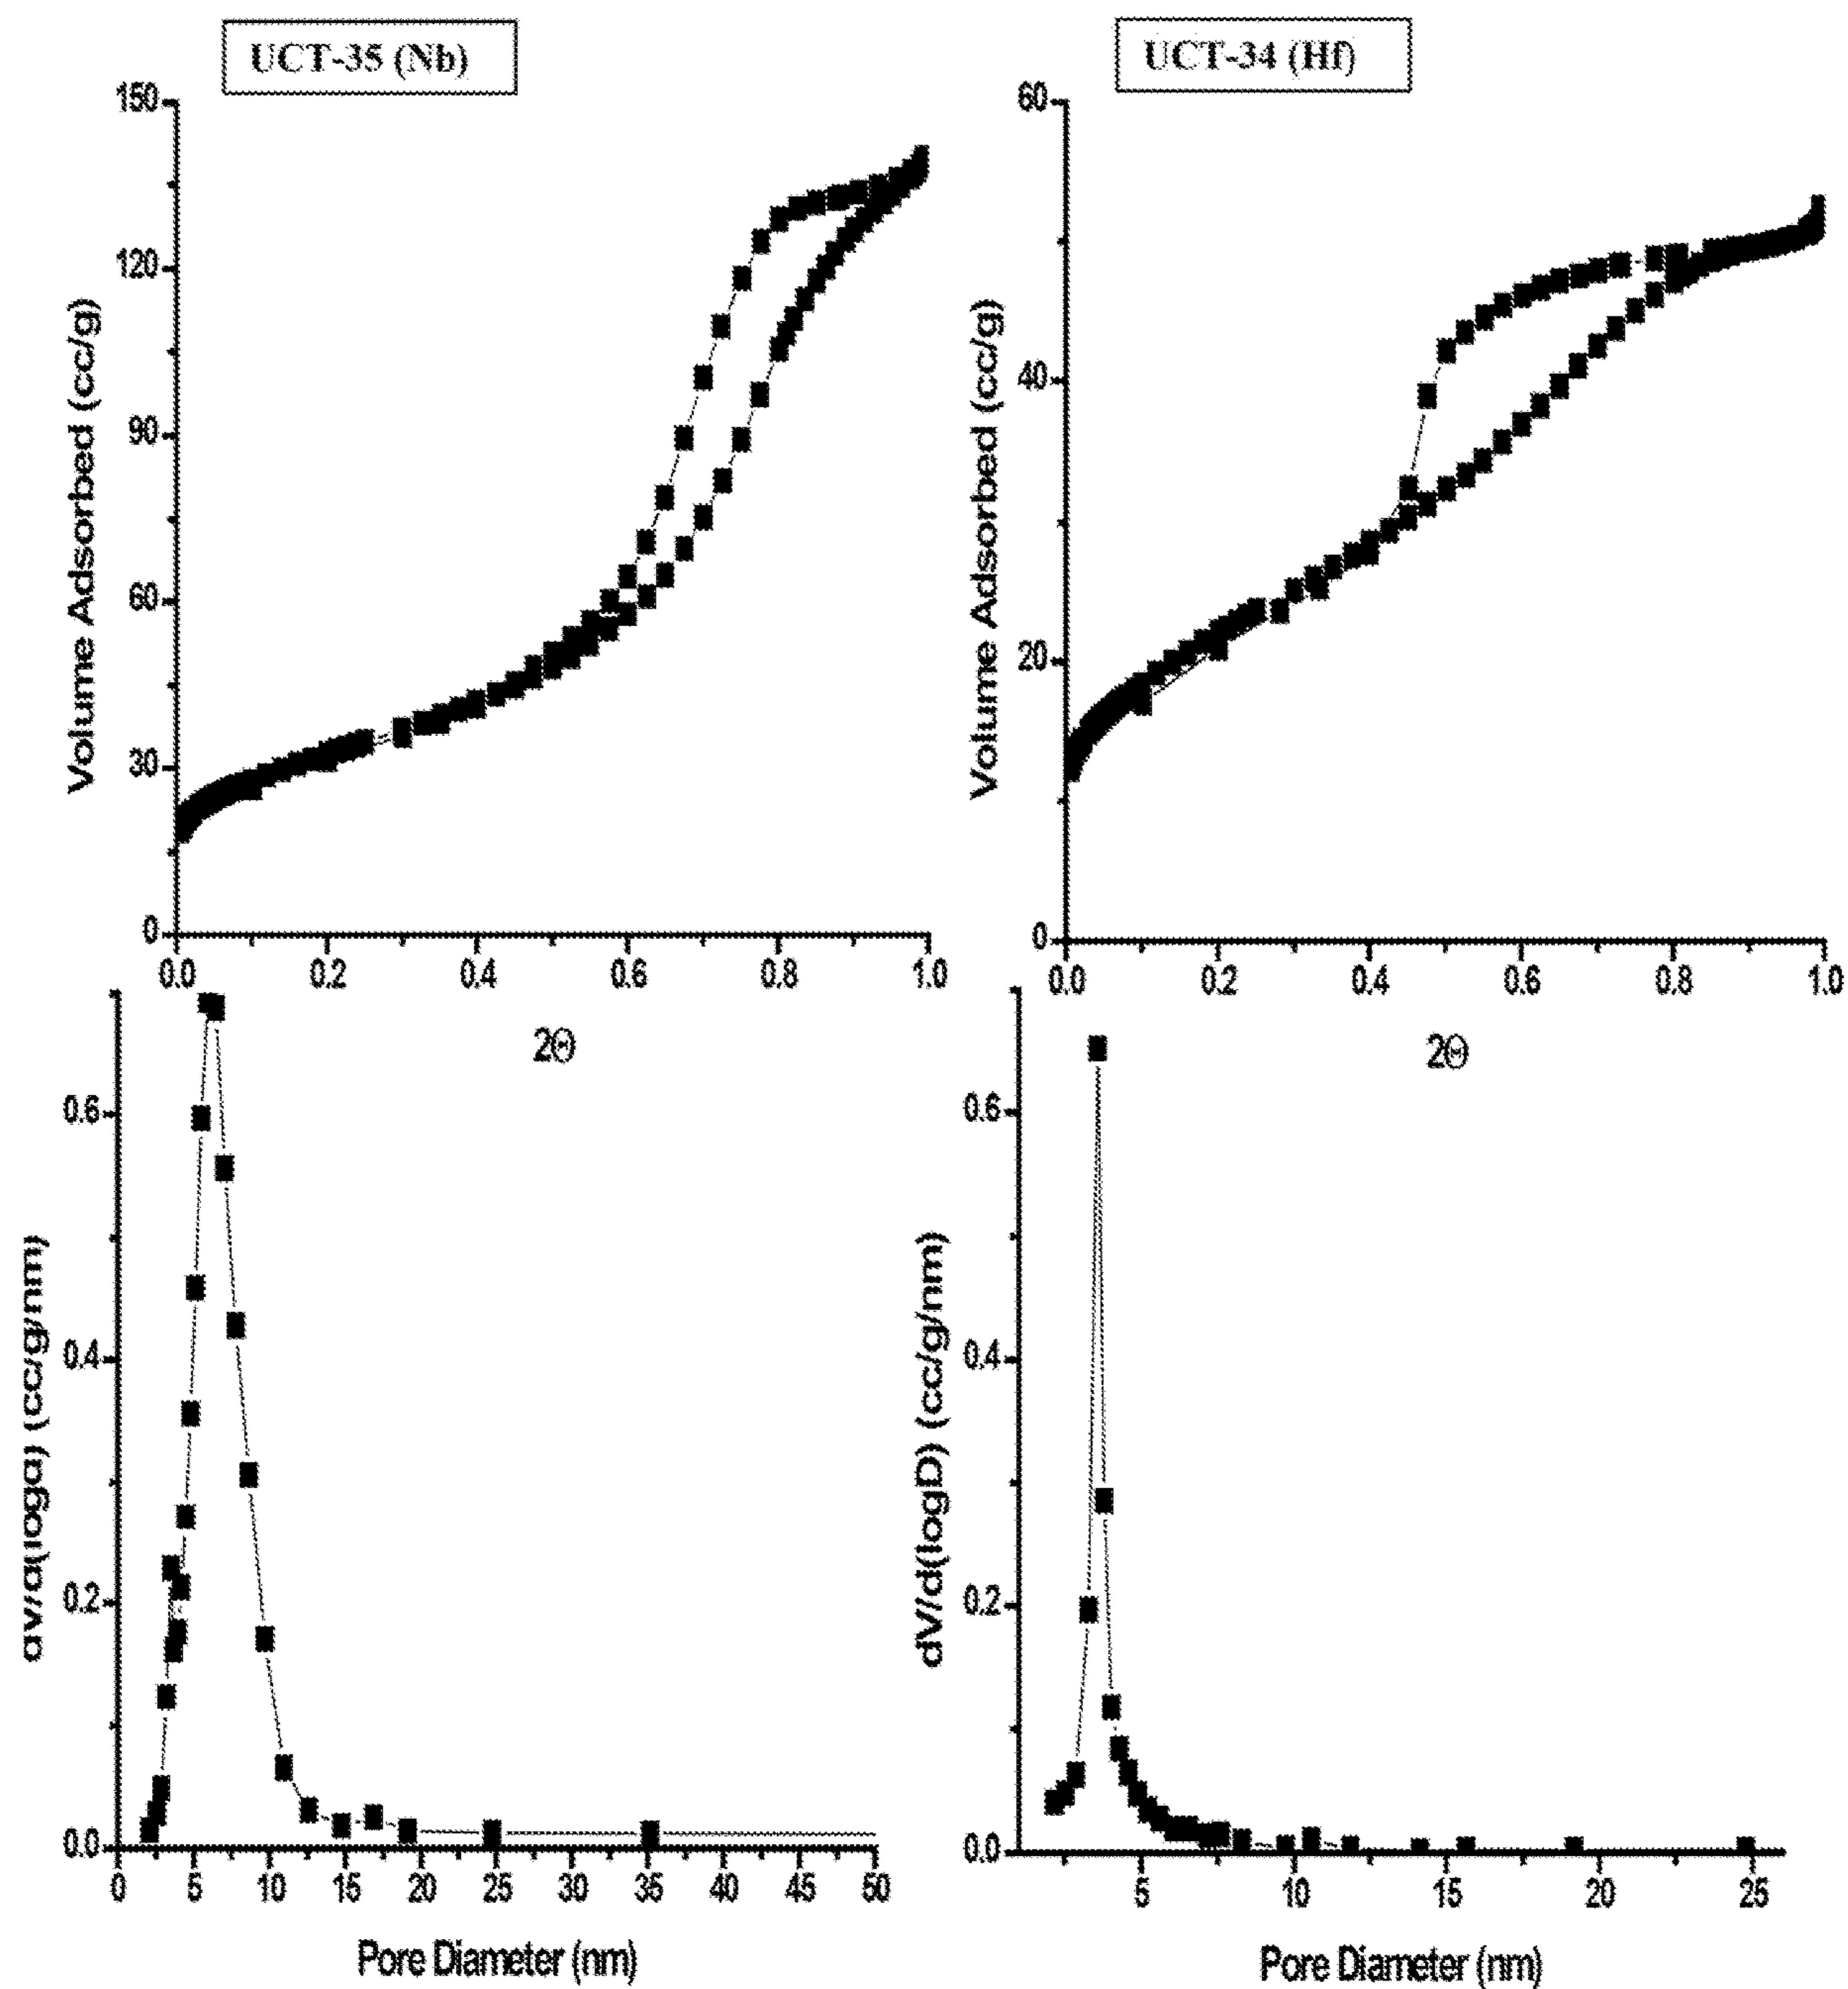 UCT-35 (Nb)
UCT-34 (Hf)
Volume Adsorbed (cc/g)
150
120
90
60
30
0
0.0 0.2 0.4 0.6 0.8 1.0
2Θ
Volume Adsorbed (cc/g)
60
40
20
0
0.0 0.2 0.4 0.6 0.8 1.0
2Θ
(cc/g/nm)
0.6
0.4
0.2
0.0
0 5 10 15 20 25 30 35 40 45 50
Pore Diameter (nm)
dV/d(logD) (cc/g/nm)
0.6
0.4
0.2
0.0
5 10 15 20 25
Pore Diameter (nm)